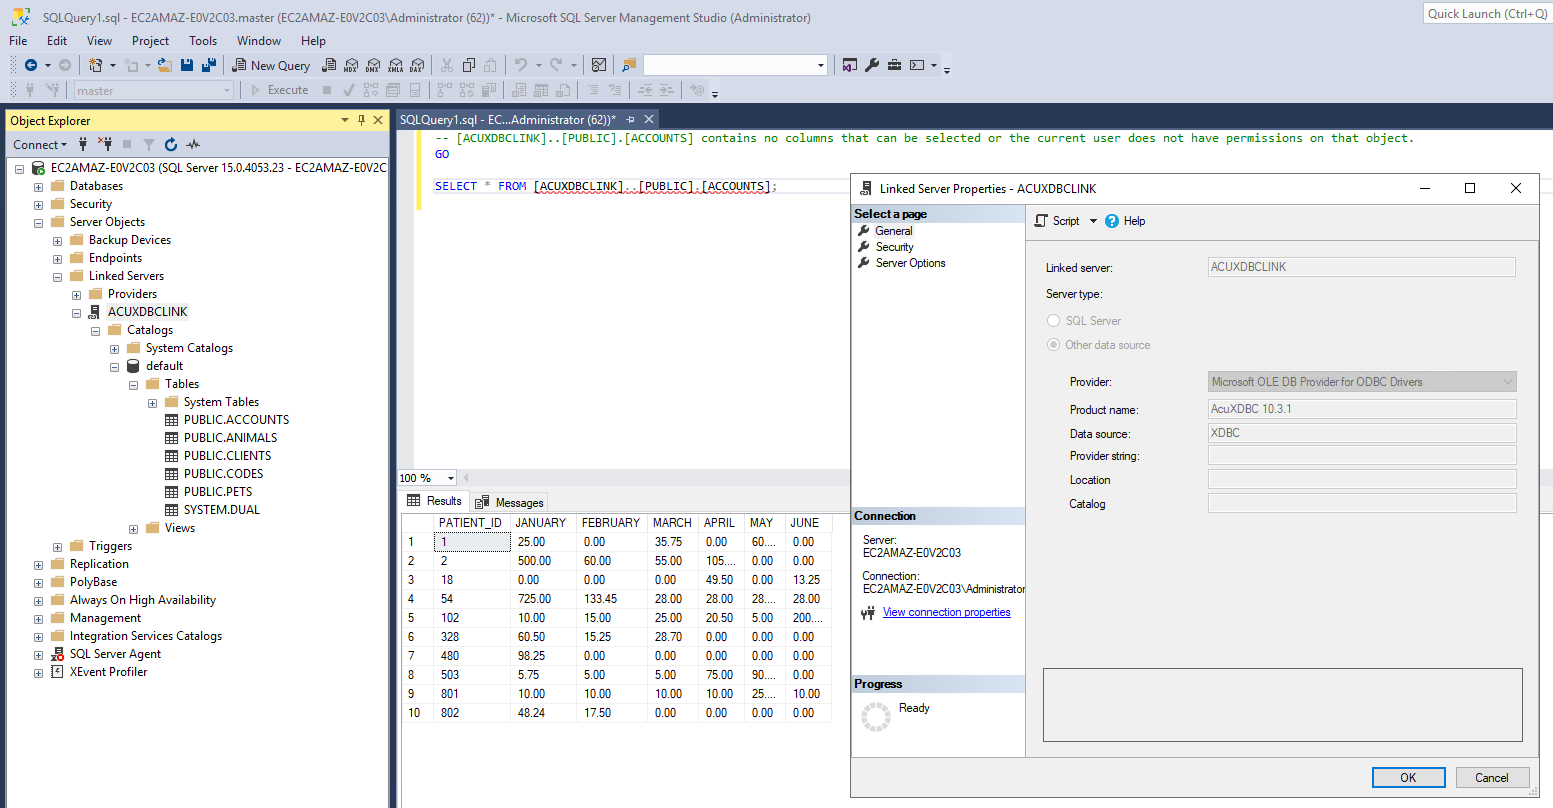 SQLQuery1.sql - EC2AMAZ-E0V2C03.master (EC2AMAZ-E0V2C03\Administrator (62))* - Microsoft SQL Server Management Studio (Administrator)
Quick Launch (Ctrl+Q)
File Edit View Project Tools Window Help
New Query MDX DMX XMLA DAX
master Execute
Object Explorer
Connect
EC2AMAZ-E0V2C03 (SQL Server 15.0.4053.23 - EC2AMAZ-E0V2C
Databases
Security
Server Objects
Backup Devices
Endpoints
Linked Servers
Providers
ACUXDBCLINK
Catalogs
System Catalogs
default
Tables
System Tables
PUBLIC.ACCOUNTS
PUBLIC.ANIMALS
PUBLIC.CLIENTS
PUBLIC.CODES
PUBLIC.PETS
SYSTEM.DUAL
Views
Triggers
Replication
PolyBase
Always On High Availability
Management
Integration Services Catalogs
SQL Server Agent
XEvent Profiler
SQLQuery1.sql - EC...Administrator (62))*
-- [ACUXDBCLINK]..[PUBLIC].[ACCOUNTS] contains no columns that can be selected or the current user does not have permissions on that object.
GO
SELECT * FROM [ACUXDBCLINK]..[PUBLIC].[ACCOUNTS];
100 %
Results Messages
PATIENT_ID JANUARY FEBRUARY MARCH APRIL MAY JUNE
1 1 25.00 0.00 35.75 0.00 60.... 0.00
2 2 500.00 60.00 55.00 105.... 0.00 0.00
3 18 0.00 0.00 0.00 49.50 0.00 13.25
4 54 725.00 133.45 28.00 28.00 28.... 28.00
5 102 10.00 15.00 25.00 20.50 5.00 200....
6 328 60.50 15.25 28.70 0.00 0.00 0.00
7 480 98.25 0.00 0.00 0.00 0.00 0.00
8 503 5.75 5.00 5.00 75.00 90.... 0.00
9 801 10.00 10.00 10.00 10.00 25.... 10.00
10 802 48.24 17.50 0.00 0.00 0.00 0.00
Linked Server Properties - ACUXDBCLINK
Select a page
General
Security
Server Options
Connection
Server:
EC2AMAZ-E0V2C03
Connection:
EC2AMAZ-E0V2C03\Administrator
View connection properties
Progress
Ready
Script Help
Linked server: ACUXDBCLINK
Server type:
SQL Server
Other data source
Provider: Microsoft OLE DB Provider for ODBC Drivers
Product name: AcuXDBC 10.3.1
Data source: XDBC
Provider string:
Location
Catalog
OK Cancel